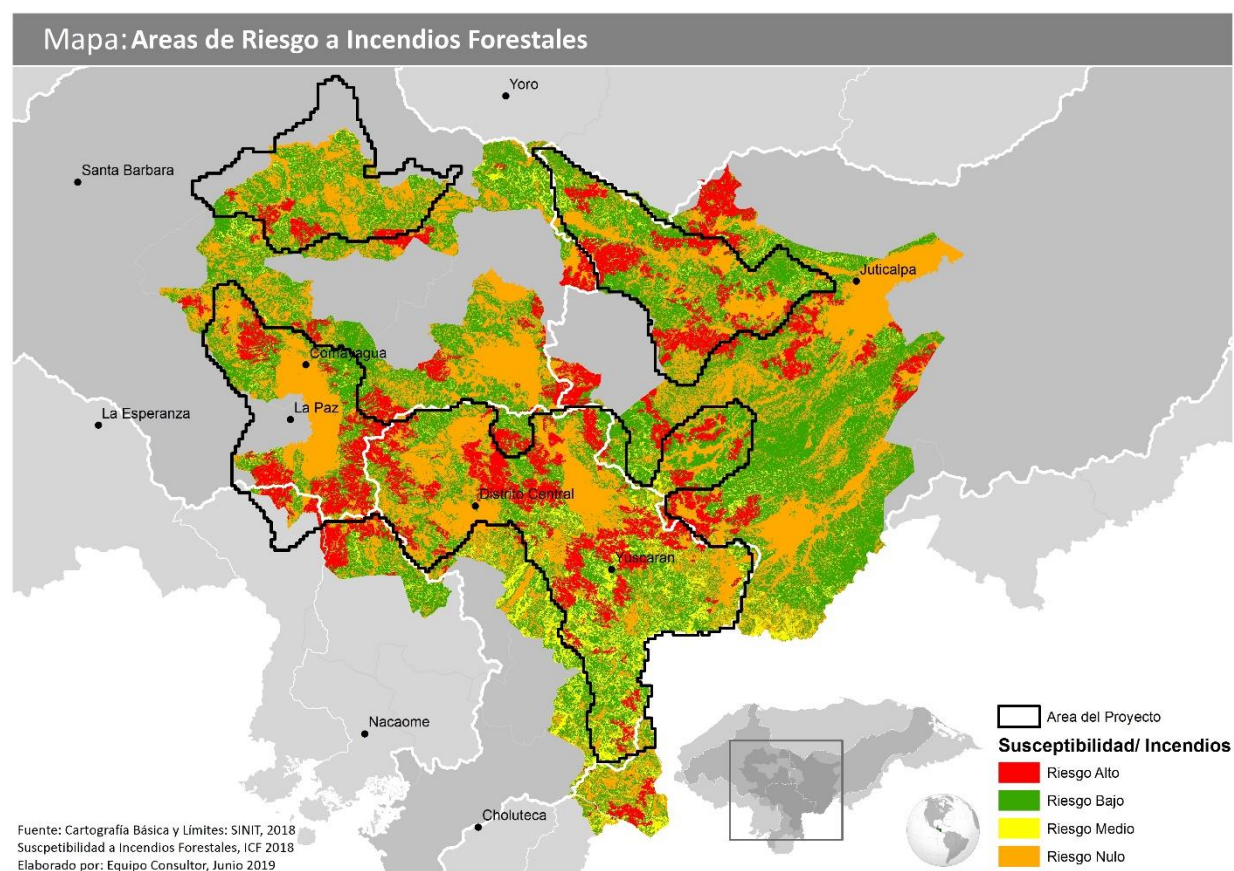 Mapa: Areas de Riesgo a Incendios Forestales
Yoro
Santa Barbara
Juticalpa
Comayagua
La Esperanza
La Paz
Distrito Central
Yuscaran
Nacaome
Choluteca
Area del Proyecto
Susceptibilidad/ Incendios
Riesgo Alto
Riesgo Bajo
Riesgo Medio
Riesgo Nulo
Fuente: Cartografía Básica y Límites: SINIT, 2018
Suscpetibilidad a Incendios Forestales, ICF 2018
Elaborado por: Equipo Consultor, Junio 2019